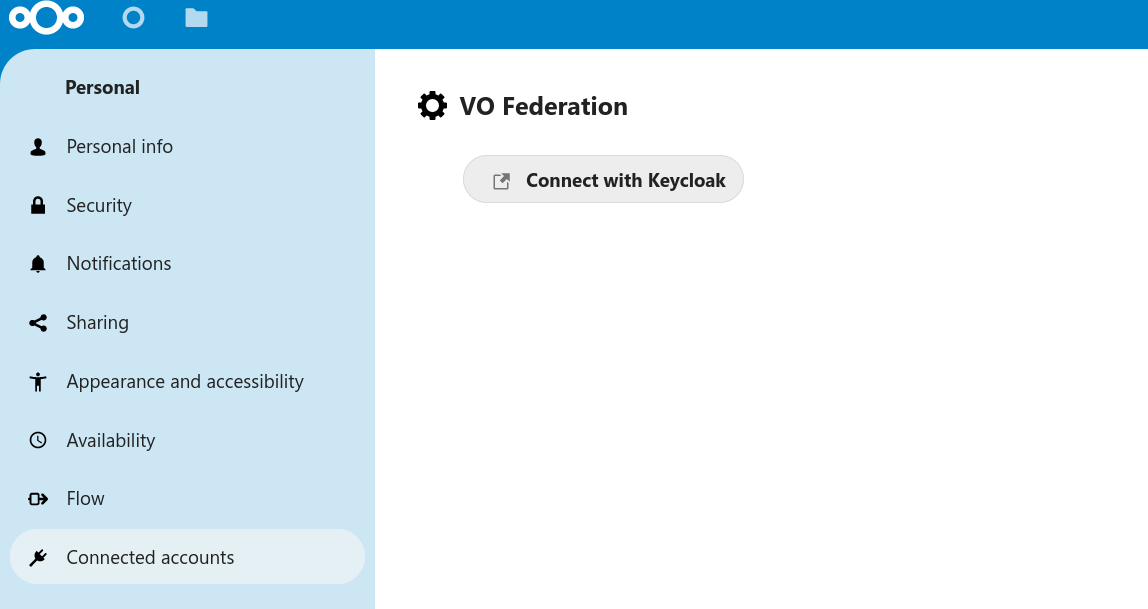 Personal
Personal info
Security
Notifications
Sharing
Appearance and accessibility
Availability
Flow
Connected accounts
VO Federation
Connect with Keycloak